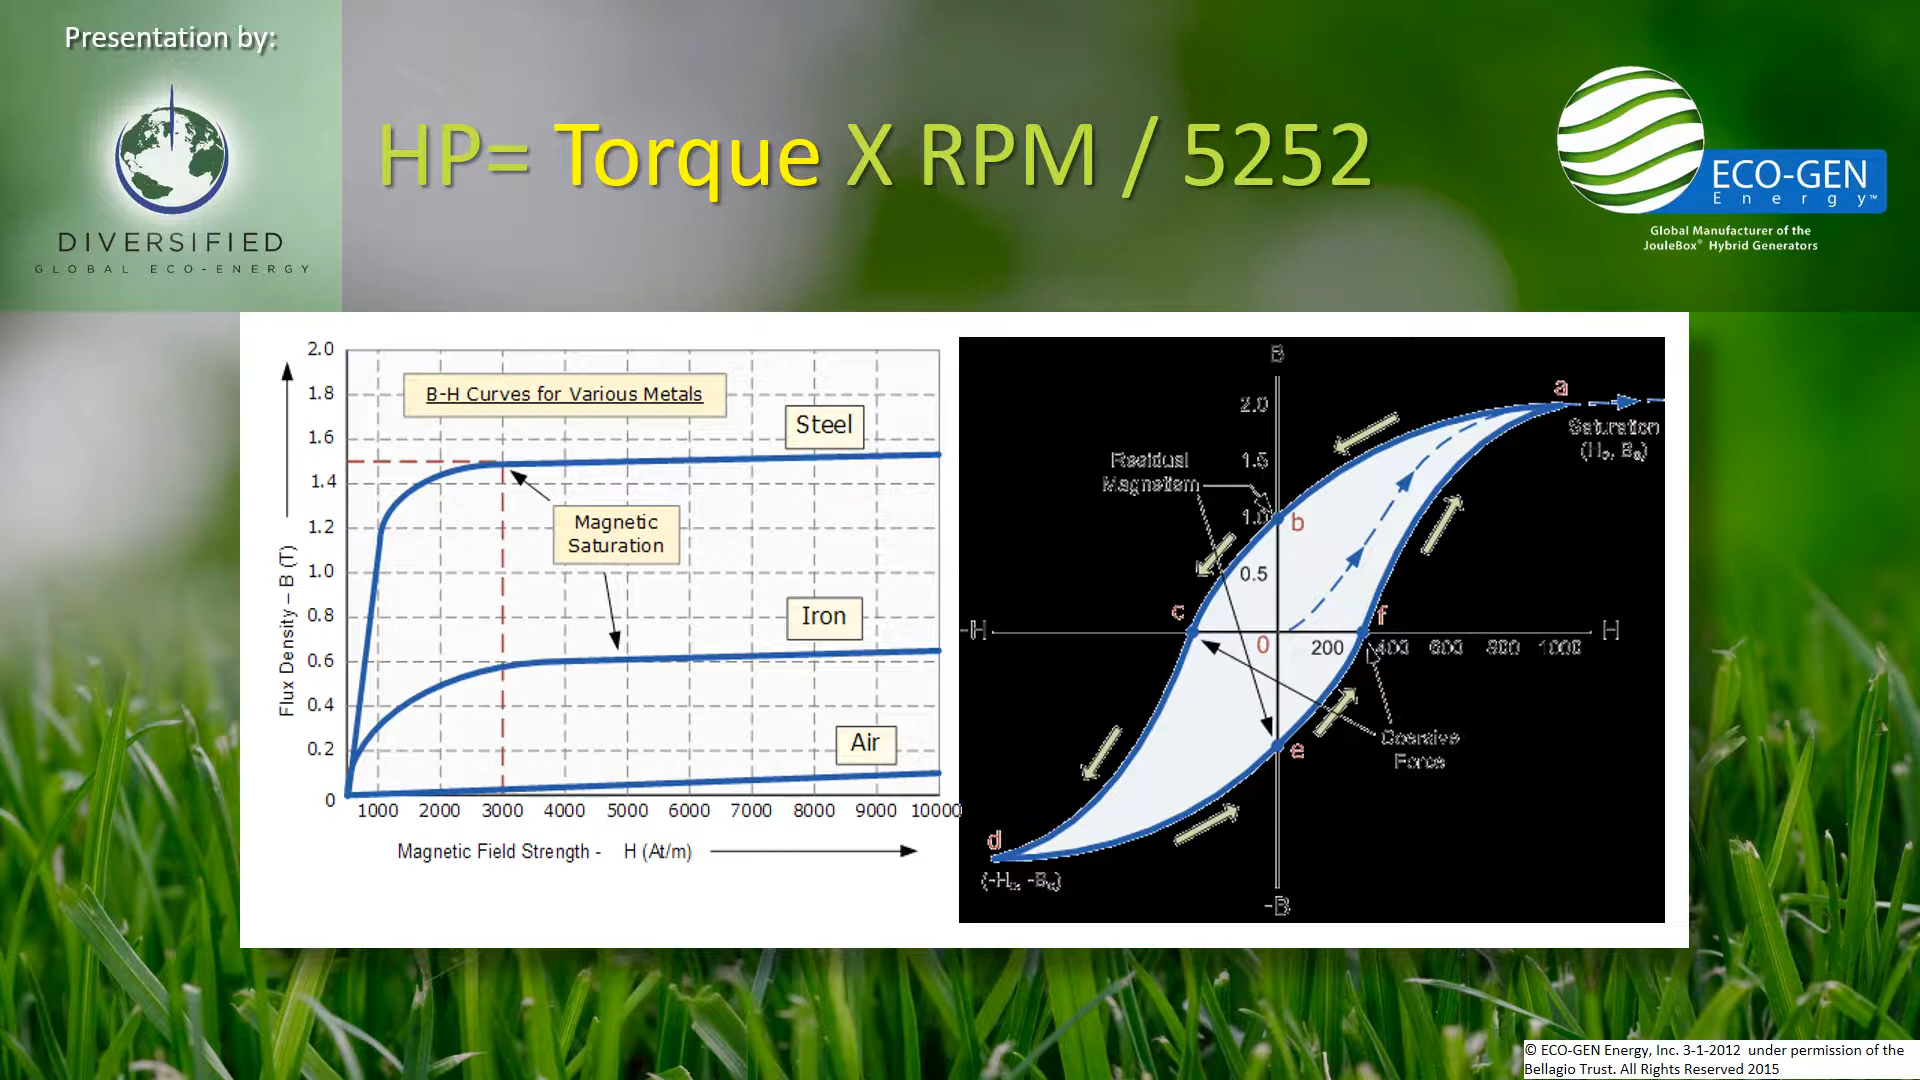 Presentation by:
DIVERSIFIED
GLOBAL ECO-ENERGY
HP= Torque X RPM / 5252
ECO-GEN
Energy™
Global Manufacturer of the
JouleBox® Hybrid Generators
B-H Curves for Various Metals
Steel
Magnetic
Saturation
Iron
Air
Flux Density – B (T)
2.0
1.8
1.6
1.4
1.2
1.0
0.8
0.6
0.4
0.2
0
1000 2000 3000 4000 5000 6000 7000 8000 9000 10000
Magnetic Field Strength - H (At/m)
B
a
2.0
Saturation
Residual
Magnetism
1.5
1.0
b
0.5
c
f
-H
0
200 400 600 800 1000
H
e
Coersive
Force
d
-B
© ECO-GEN Energy, Inc. 3-1-2012 under permission of the
Bellagio Trust. All Rights Reserved 2015